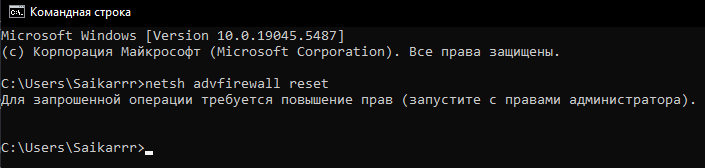 Командная строка
Microsoft Windows [Version 10.0.19045.5487]
(c) Корпорация Майкрософт (Microsoft Corporation). Все права защищены.
C:\Users\Saikarrr>netsh advfirewall reset
Для запрошенной операции требуется повышение прав (запустите с правами администратора).
C:\Users\Saikarrr>